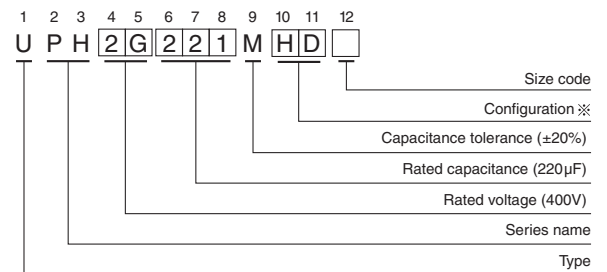 1 2 3 4 5 6 7 8 9 10 11 12
U P H 2 G 2 2 1 M H D
Size code
Configuration ※
Capacitance tolerance (±20%)
Rated capacitance (220µF)
Rated voltage (400V)
Series name
Type